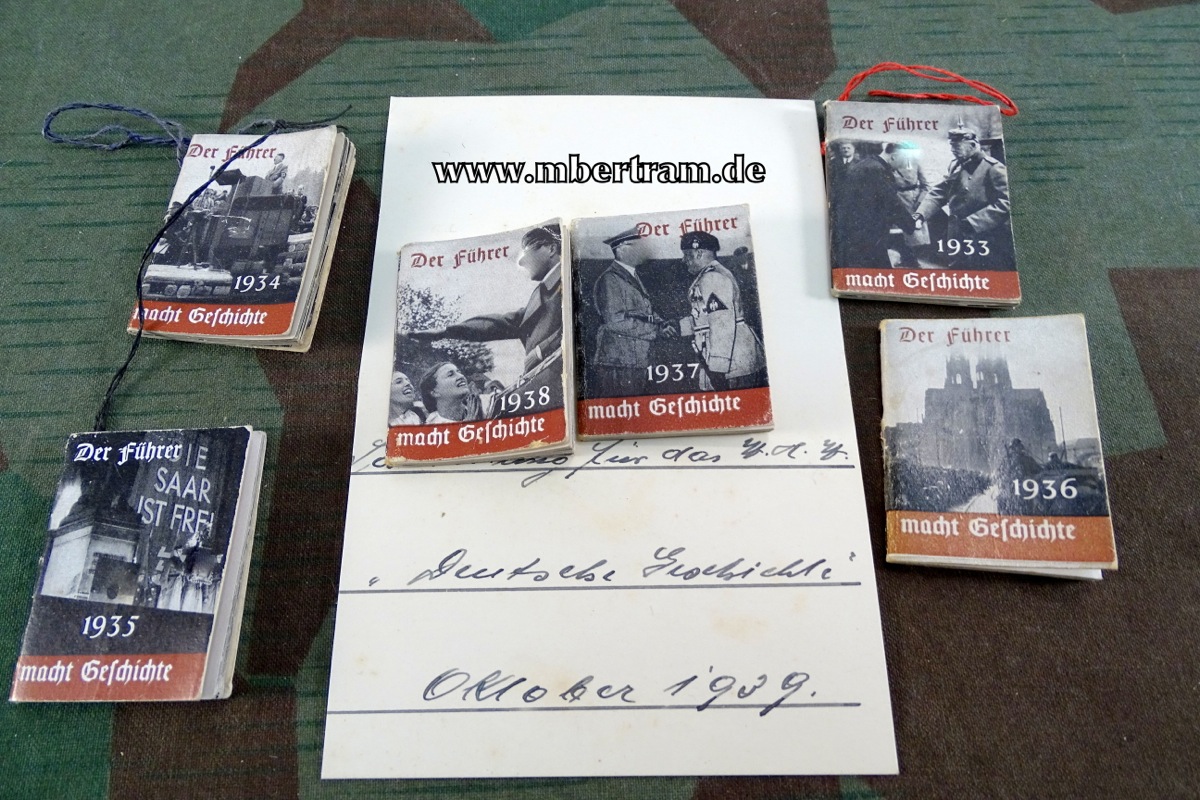 www.mbertram.de
Der Führer
1934
macht Geschichte
Der Führer
1938
macht Geschichte
Der Führer
1937
macht Geschichte
Der Führer
1933
macht Geschichte
Der Führer
IE
SAAR
IST FREI
1935
macht Geschichte
Der Führer
1936
macht Geschichte
für das W.H.W.
„Deutsche Geschichte"
Oktober 1939.